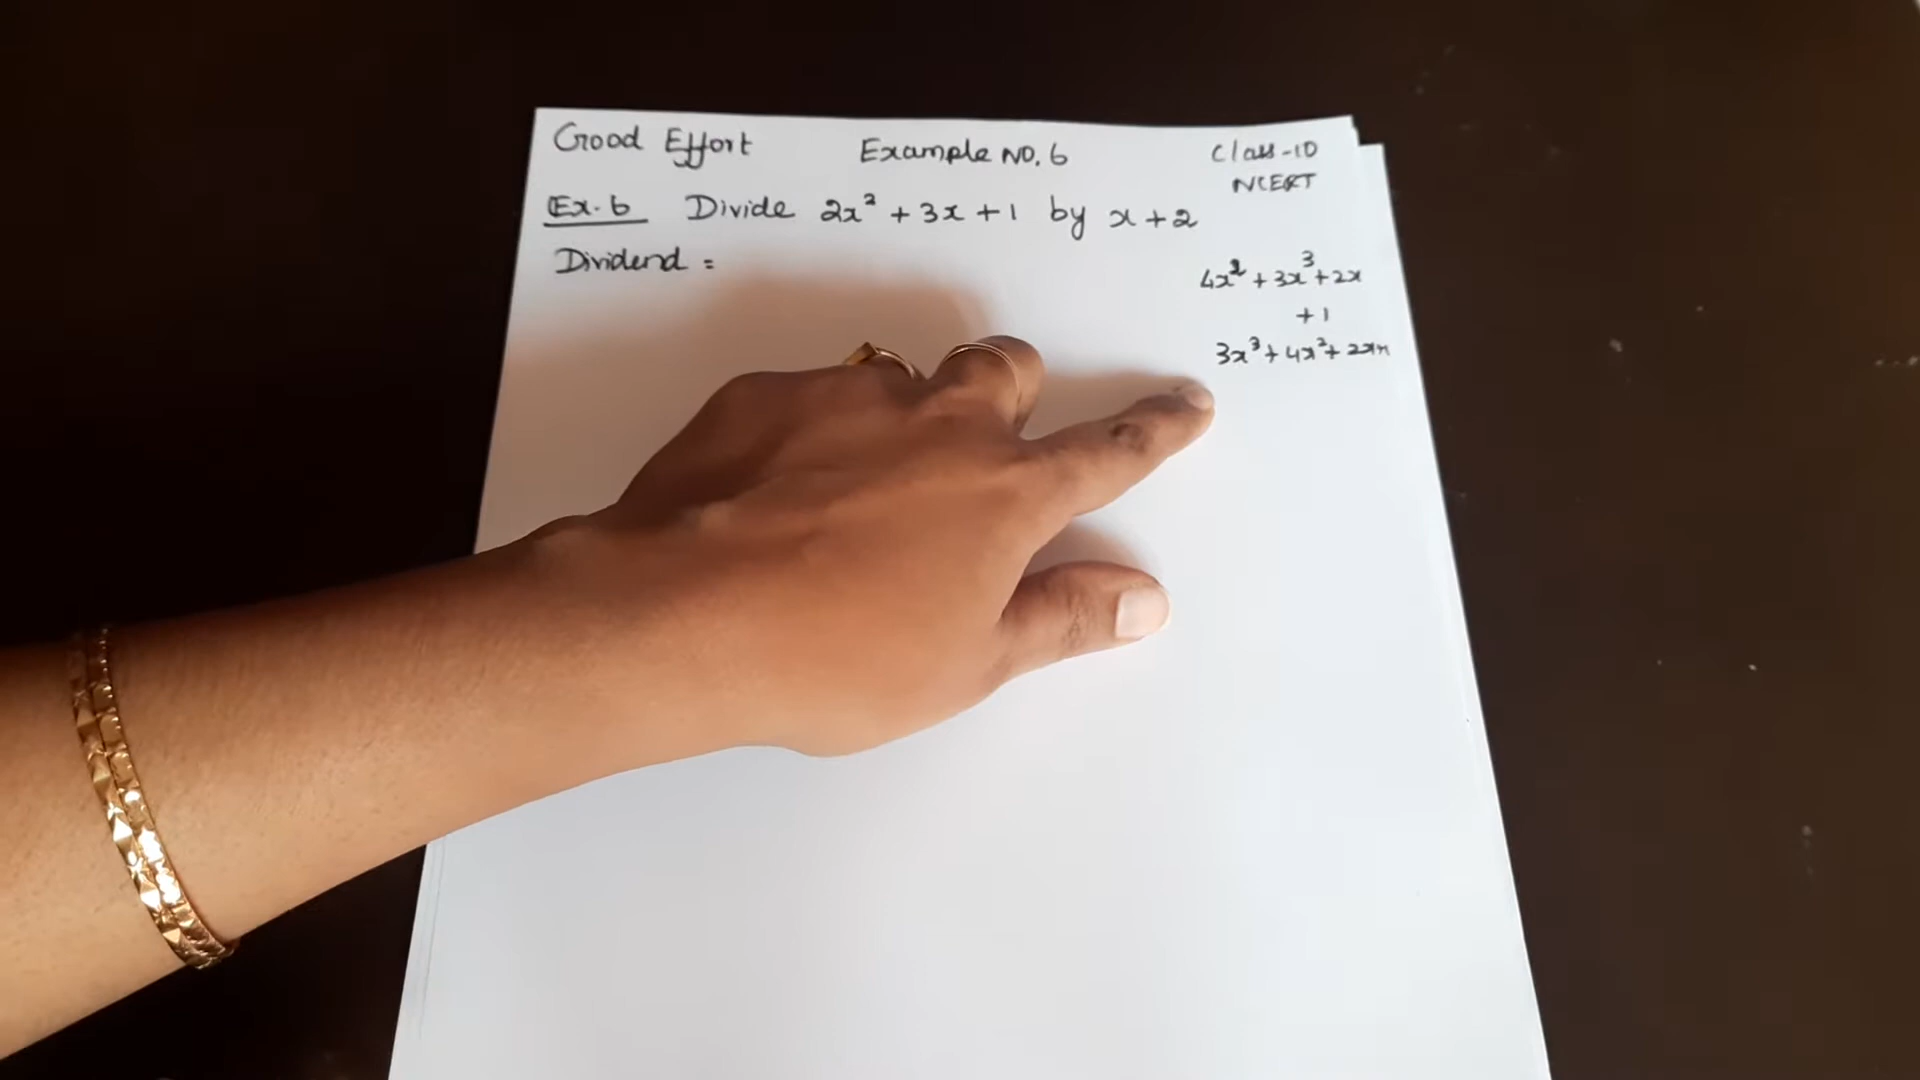 Good Effort Example NO. 6 Class-10
NCERT
Ex.6 Divide 2x² + 3x + 1 by x + 2
Dividend =
4x² + 3x³ + 2x
+ 1
3x³ + 4x² + 2x